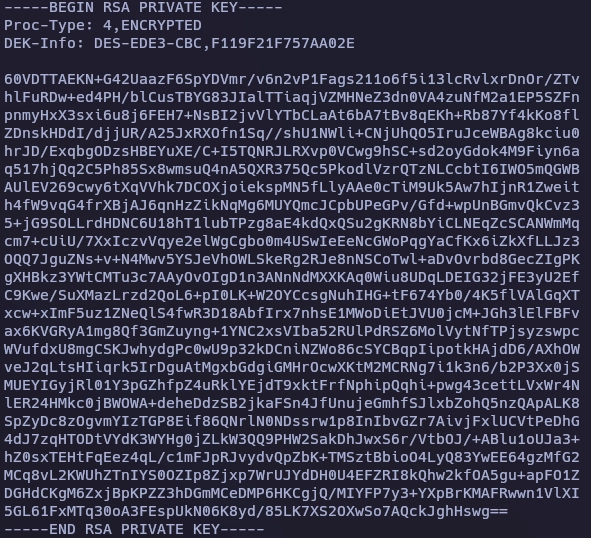 -----BEGIN RSA PRIVATE KEY-----
Proc-Type: 4,ENCRYPTED
DEK-Info: DES-EDE3-CBC,F119F21F757AA02E

60VDTTAEKN+G42UaazF6SpYDVmr/v6n2vP1Fags211o6f5i13lcRvlxrDnOr/ZTv
hlFuRDw+ed4PH/blCusTBYG83JIalTTiaqjVZMHNeZ3dn0VA4zuNfM2a1EP5SZFn
pnmyHxX3sxi6u8j6FEH7+NsBI2jvVlYTbCLaAt6bA7tBv8qEKh+Rb87Yf4kKo8fl
ZDnskHDdI/djjUR/A25JxRXOfn1Sq//shU1NWli+CNjUhQO5IruJceWBAg8kciu0
hrJD/ExqbgODzsHBEYuXE/C+I5TQNRJLRXvp0VCwg9hSC+sd2oyGdok4M9Fiyn6a
q517hjQq2C5Ph85Sx8wmsuQ4nA5QXR375Qc5PkodlVzrQTzNLCcbtI6IWO5mQGWB
AUlEV269cwy6tXqVVhk7DCOXjoiekspMN5fLlyAAe0cTiM9Uk5Aw7hIjnR1Zweit
h4fW9vqG4frXBjAJ6qnHzZikNqMg6MUYQmcJCpbUPeGPv/Gfd+wpUnBGmvQkCvz3
5+jG9SOLLrdHDNC6U18hT1lubTPzg8aE4kdQxQSu2gKRN8bYiCLNEqZcSCANWmMq
cm7+cUiU/7XxIczvVqye2elWgCgbo0m4USwIeEeNcGWoPqgYaCfKx6iZkXfLLJz3
OQQ7JguZNs+v+N4Mwv5YSJeVhOWLSkeRg2RJe8nNSCoTwl+aDvOvrbd8GecZIgPK
gXHBkz3YWtCMTu3c7AAyOvOIgD1n3ANnNdMXXKAq0Wiu8UDqLDEIG32jFE3yU2Ef
C9Kwe/SuXMazLrzd2QoL6+pI0LK+W2OYCcsgNuhIHG+tF674Yb0/4K5flVAlGqXT
xcw+xImF5uz1ZNeQlS4fwR3D18AbfIrx7nhsE1MWoDiEtJVU0jcM+JGh3lElFBFv
ax6KVGRyA1mg8Qf3GmZuyng+1YNC2xsVIba52RUlPdRSZ6MolVytNfTPjsyzswpc
WVufdxU8mgCSKJwhydgPc0wU9p32kDCniNZWo86cSYCBqpIipotkHAjdD6/AXhOW
veJ2qLtsHIiqrk5IrDguAtMgxbGdgiGMHrOcwXKtM2MCRNg7i1k3n6/b2P3Xx0jS
MUEYIGyjRl01Y3pGZhfpZ4uRklYEjdT9xktFrfNphipQqhi+pwg43cettLVxWr4N
lER24HMkc0jBWOWA+deheDdzSB2jkaFSn4JfUnujeGmhfSJlxbZohQ5nzQApALK8
SpZyDc8zOgvmYIzTGP8Eif86QNrlN0NDssrw1p8InIbvGZr7AivjFxlUCVtPeDhG
4dJ7zqHTODtVYdK3WYHg0jZLkW3QQ9PHW2SakDhJwxS6r/VtbOJ/+ABlu1oUJa3+
hZ0sxTEHtFqEez4qL/c1mFJpRJvydvQpZbK+TMSztBbioO4LyQ83YwEE64gzMfG2
MCq8vL2KWUhZTnIYS0OZIp8Zjxp7WrUJYdDH0U4EFZRI8kQhw2kfOA5gu+apFO1Z
DGHdCKgM6ZxjBpKPZZ3hDGmMCeDMP6HKCgjQ/MIYFP7y3+YXpBrKMAFRwwn1VlXI
5GL61FxMTq30oA3FEspUkN06K8yd/85LK7XS2OXwSo7AQckJghHswg==
-----END RSA PRIVATE KEY-----